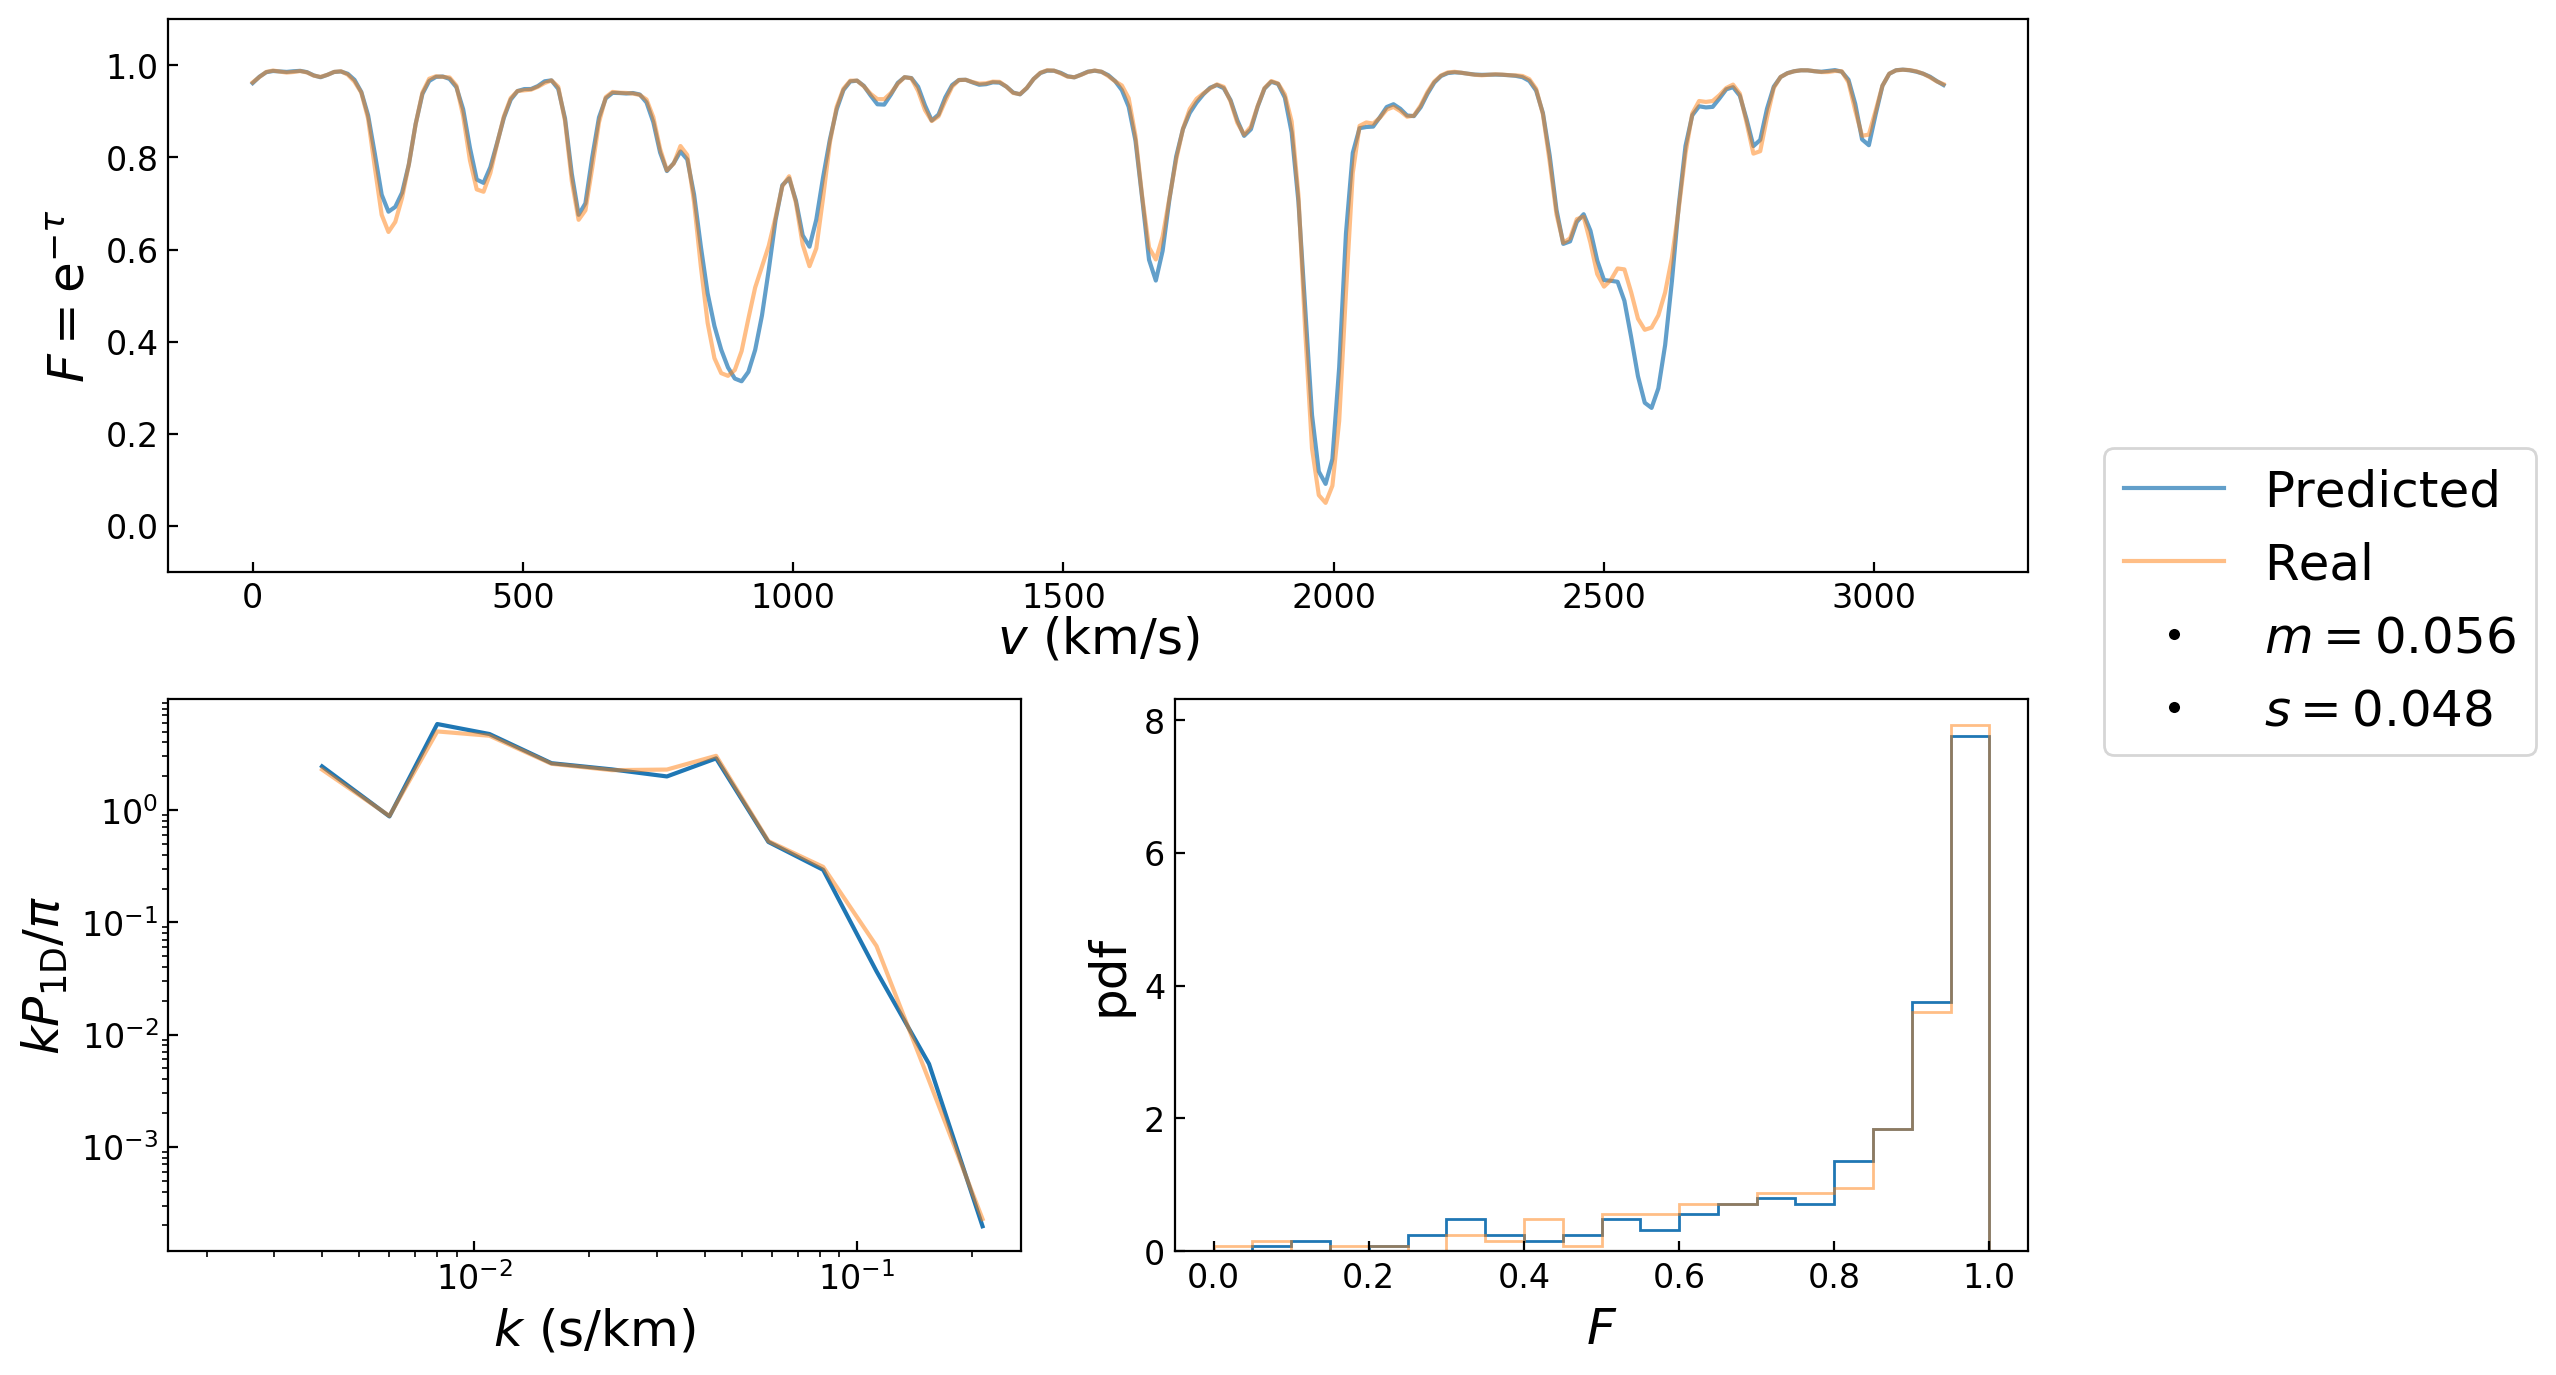 F = e^{−τ}
1.0
0.8
0.6
0.4
0.2
0.0
0 500 1000 1500 2000 2500 3000
v (km/s)
Predicted
Real
m = 0.056
s = 0.048
kP_{1D}/π
10^{0}
10^{−1}
10^{−2}
10^{−3}
10^{−2} 10^{−1}
k (s/km)
pdf
8
6
4
2
0
0.0 0.2 0.4 0.6 0.8 1.0
F